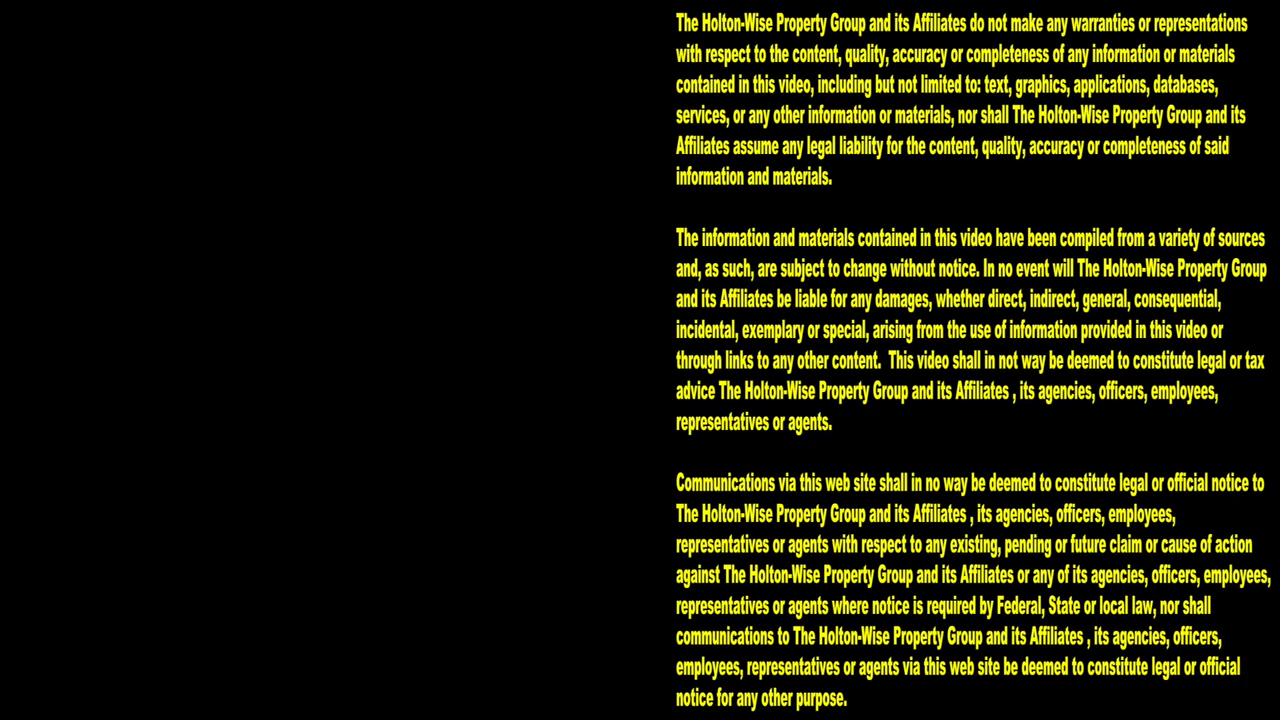 The Holton-Wise Property Group and its Affiliates do not make any warranties or representations
with respect to the content, quality, accuracy or completeness of any information or materials
contained in this video, including but not limited to: text, graphics, applications, databases,
services, or any other information or materials, nor shall The Holton-Wise Property Group and its
Affiliates assume any legal liability for the content, quality, accuracy or completeness of said
information and materials.
The information and materials contained in this video have been compiled from a variety of sources
and, as such, are subject to change without notice. In no event will The Holton-Wise Property Group
and its Affiliates be liable for any damages, whether direct, indirect, general, consequential,
incidental, exemplary or special, arising from the use of information provided in this video or
through links to any other content.  This video shall in not way be deemed to constitute legal or tax
advice The Holton-Wise Property Group and its Affiliates , its agencies, officers, employees,
representatives or agents.
Communications via this web site shall in no way be deemed to constitute legal or official notice to
The Holton-Wise Property Group and its Affiliates , its agencies, officers, employees,
representatives or agents with respect to any existing, pending or future claim or cause of action
against The Holton-Wise Property Group and its Affiliates or any of its agencies, officers, employees,
representatives or agents where notice is required by Federal, State or local law, nor shall
communications to The Holton-Wise Property Group and its Affiliates , its agencies, officers,
employees, representatives or agents via this web site be deemed to constitute legal or official
notice for any other purpose.